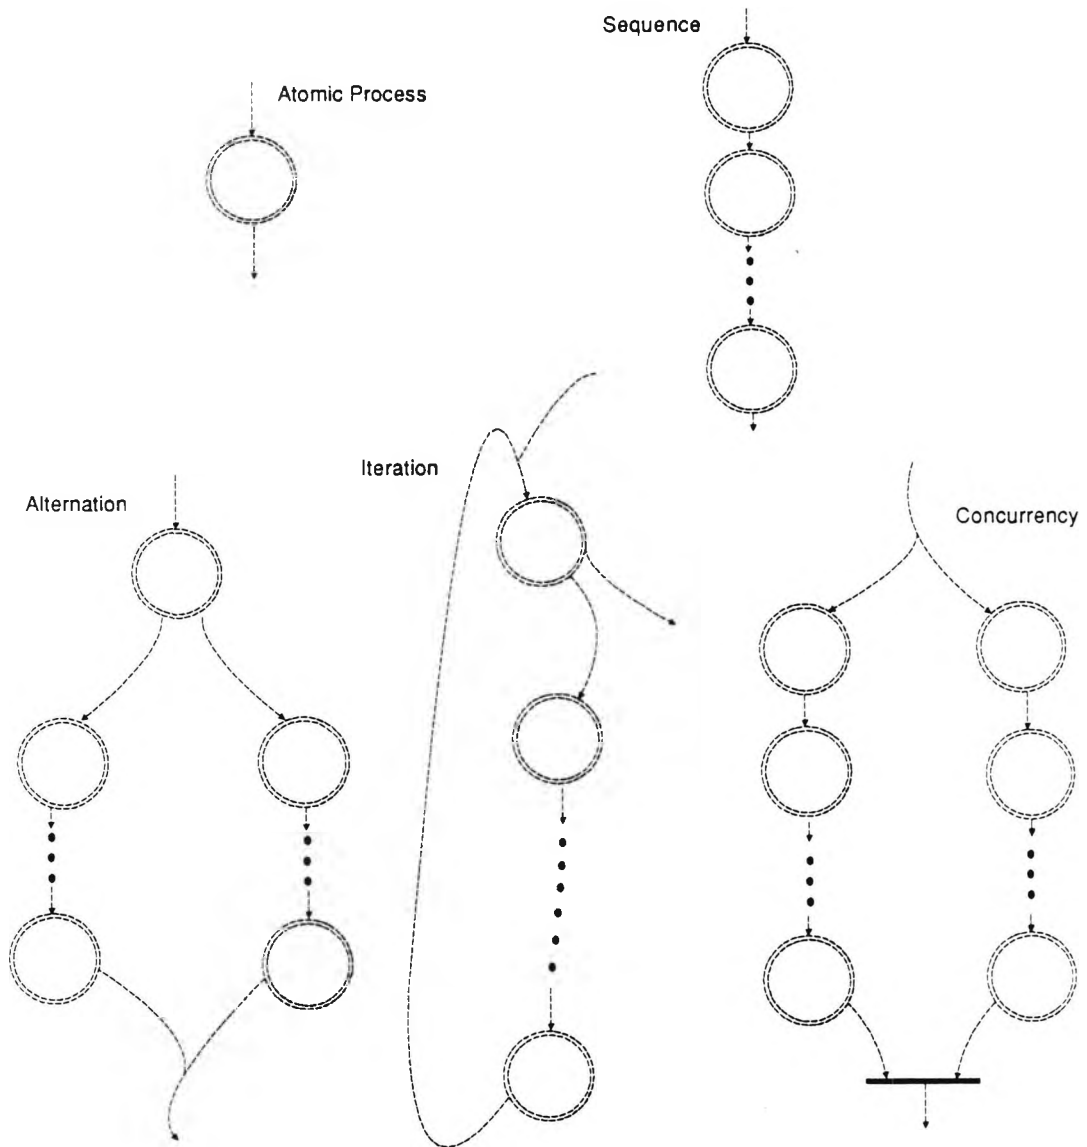 Sequence
Atomic Process
Iteration
Alternation
Concurrency